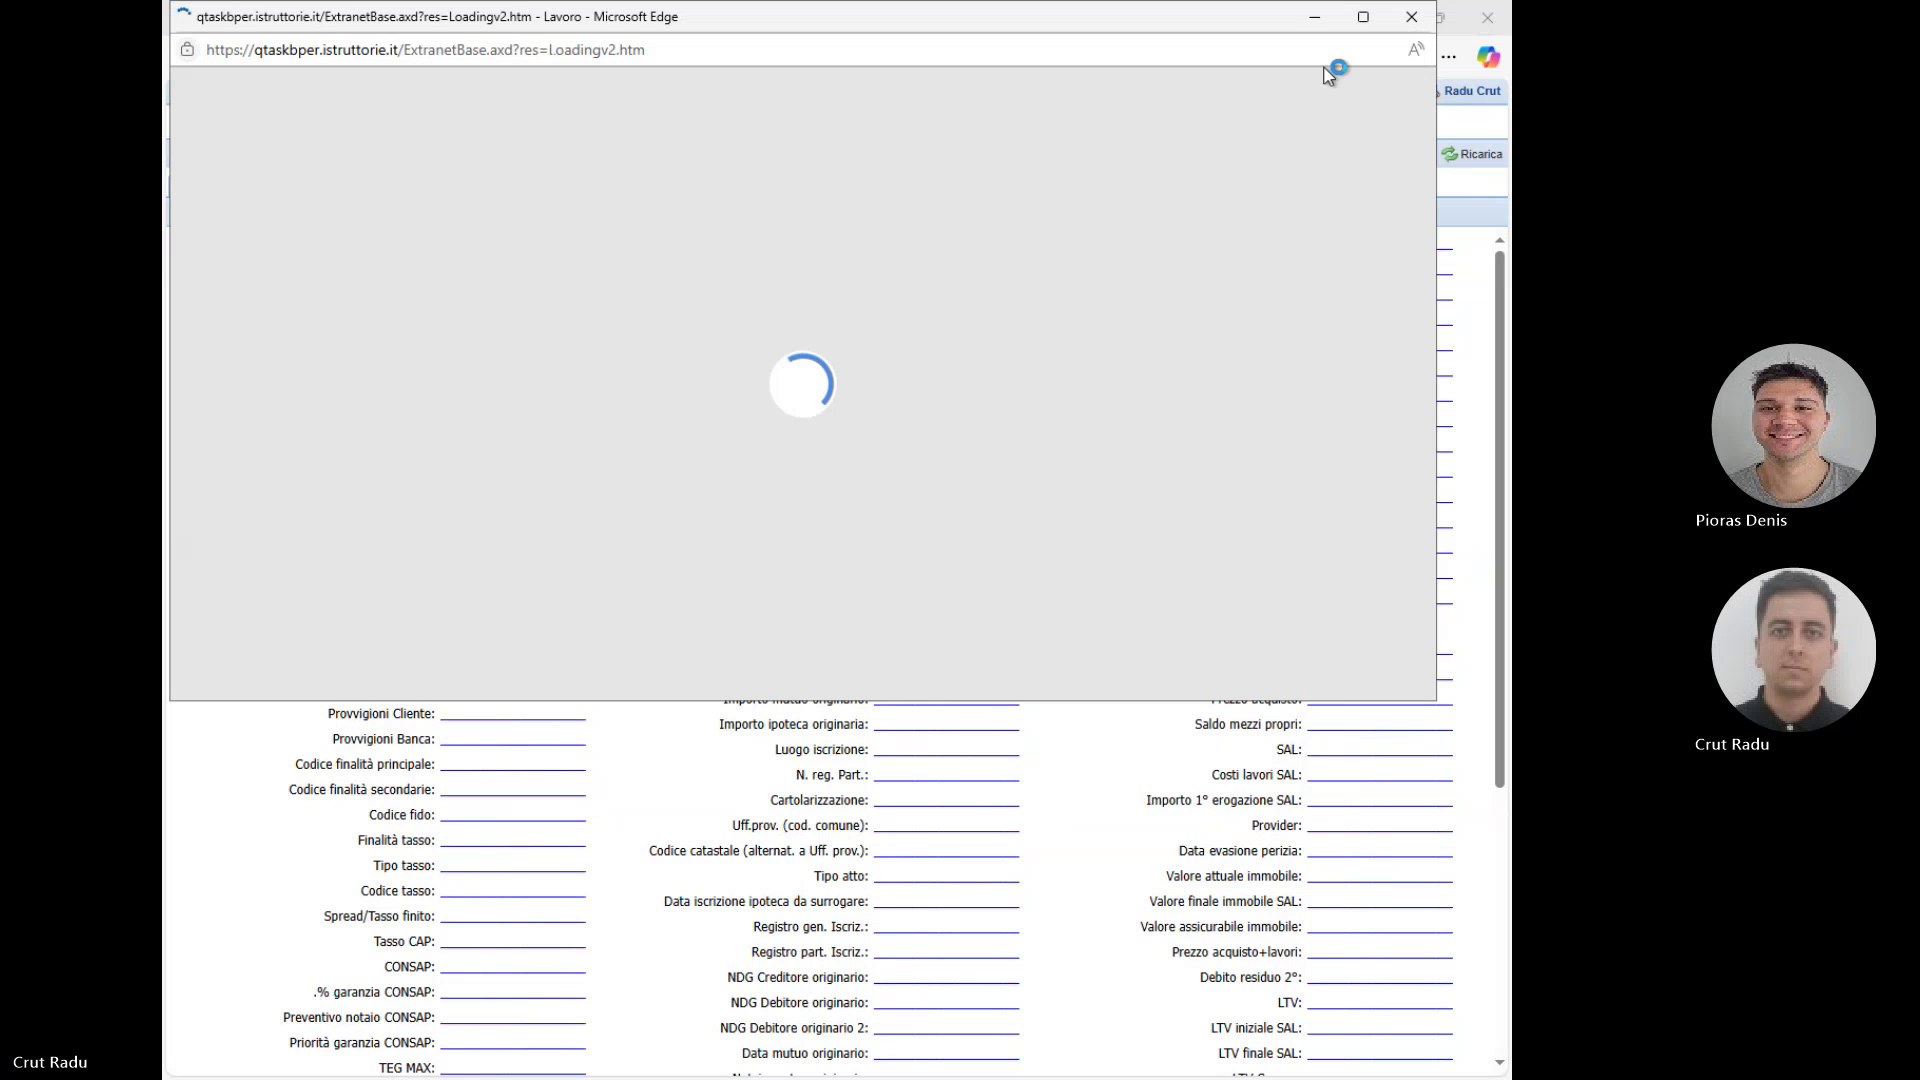 qtaskbper.istruttorie.it/ExtranetBase.axd?res=Loadingv2.htm - Lavoro - Microsoft Edge
https://qtaskbper.istruttorie.it/ExtranetBase.axd?res=Loadingv2.htm
Radu Crut
Ricarica
Provvigioni Cliente:
Provvigioni Banca:
Codice finalità principale:
Codice finalità secondarie:
Codice fido:
Finalità tasso:
Tipo tasso:
Codice tasso:
Spread/Tasso finito:
Tasso CAP:
CONSAP:
.% garanzia CONSAP:
Preventivo notaio CONSAP:
Priorità garanzia CONSAP:
TEG MAX:
Importo mutuo originario:
Importo ipoteca originaria:
Luogo iscrizione:
N. reg. Part.:
Cartolarizzazione:
Uff.prov. (cod. comune):
Codice catastale (alternat. a Uff. prov.):
Tipo atto:
Data iscrizione ipoteca da surrogare:
Registro gen. Iscriz.:
Registro part. Iscriz.:
NDG Creditore originario:
NDG Debitore originario:
NDG Debitore originario 2:
Data mutuo originario:
Prezzo acquisto:
Saldo mezzi propri:
SAL:
Costi lavori SAL:
Importo 1° erogazione SAL:
Provider:
Data evasione perizia:
Valore attuale immobile:
Valore finale immobile SAL:
Valore assicurabile immobile:
Prezzo acquisto+lavori:
Debito residuo 2°:
LTV:
LTV iniziale SAL:
LTV finale SAL:
Pioras Denis
Crut Radu
Crut Radu